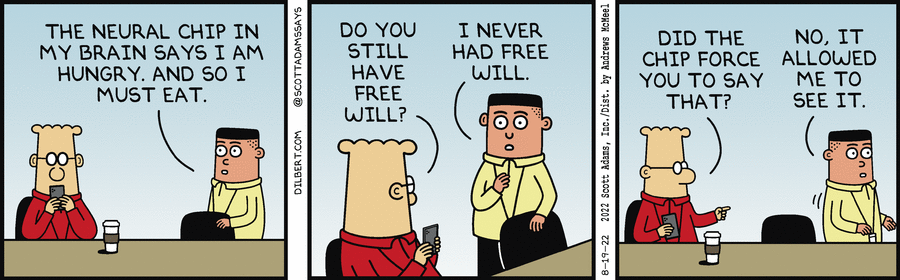 THE NEURAL CHIP IN
MY BRAIN SAYS I AM
HUNGRY. AND SO I
MUST EAT.
DILBERT.COM @SCOTTADAMSSAYS
DO YOU
STILL
HAVE
FREE
WILL?
I NEVER
HAD FREE
WILL.
8-19-22 2022 Scott Adams, Inc./Dist. by Andrews McMeel
DID THE
CHIP FORCE
YOU TO SAY
THAT?
NO, IT
ALLOWED
ME TO
SEE IT.